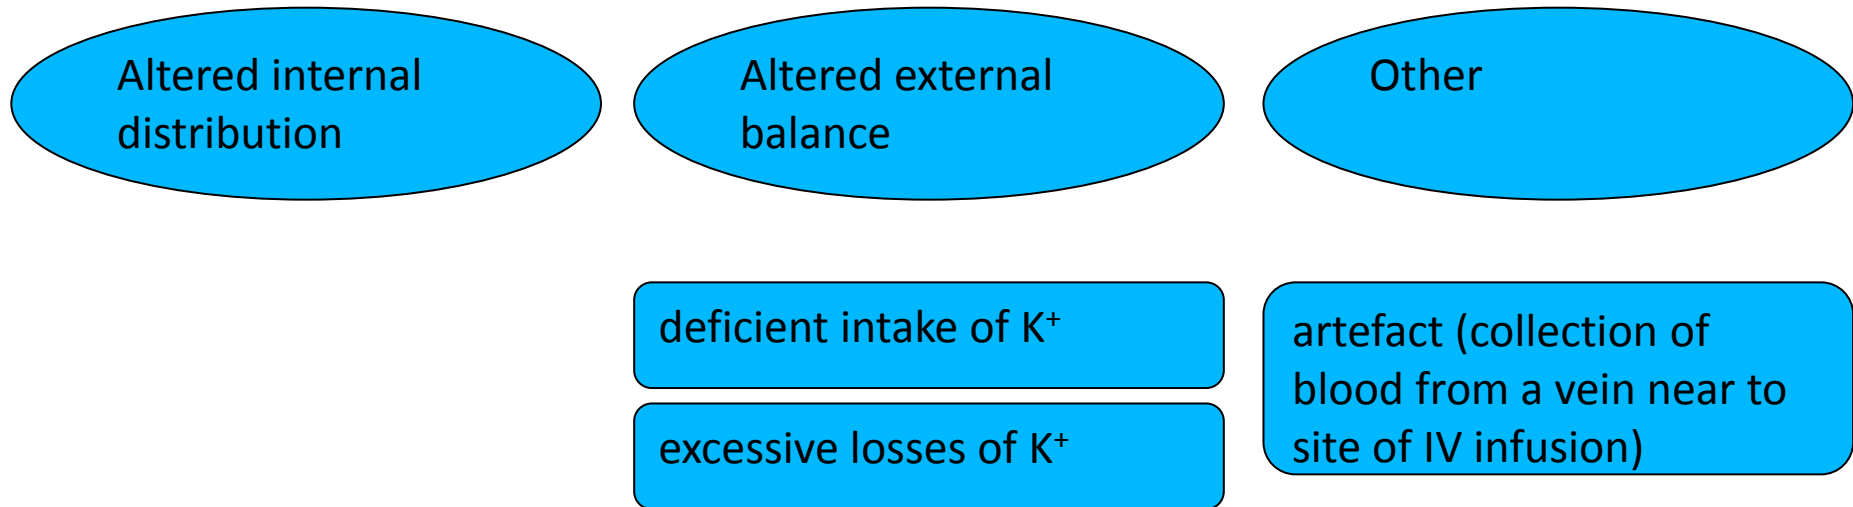 Altered internal
distribution
Altered external
balance
Other
deficient intake of K⁺
excessive losses of K⁺
artefact (collection of
blood from a vein near to
site of IV infusion)